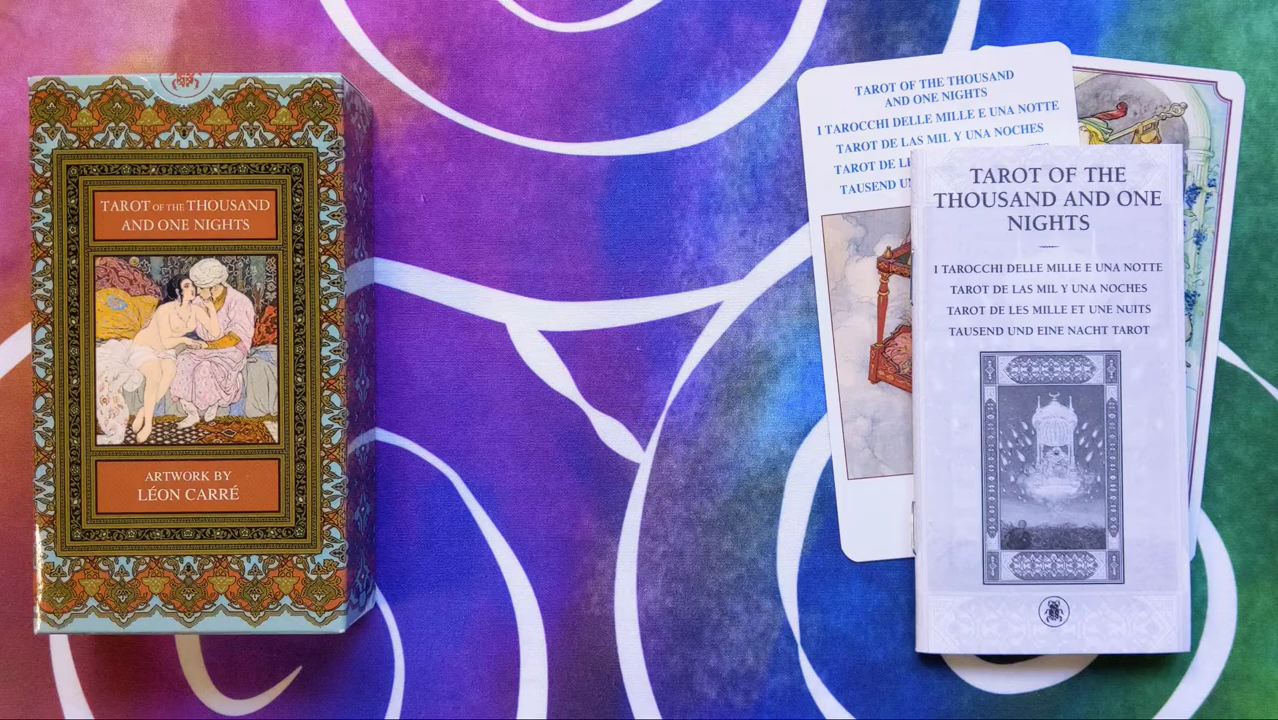 TAROT OF THE THOUSAND
AND ONE NIGHTS
ARTWORK BY
LÉON CARRÉ
TAROT OF THE THOUSAND
AND ONE NIGHTS
I TAROCCHI DELLE MILLE E UNA NOTTE
TAROT DE LAS MIL Y UNA NOCHES
TAROT DE
TAUSEND
TAROT OF THE
THOUSAND AND ONE
NIGHTS
I TAROCCHI DELLE MILLE E UNA NOTTE
TAROT DE LAS MIL Y UNA NOCHES
TAROT DE LES MILLE ET UNE NUITS
TAUSEND UND EINE NACHT TAROT